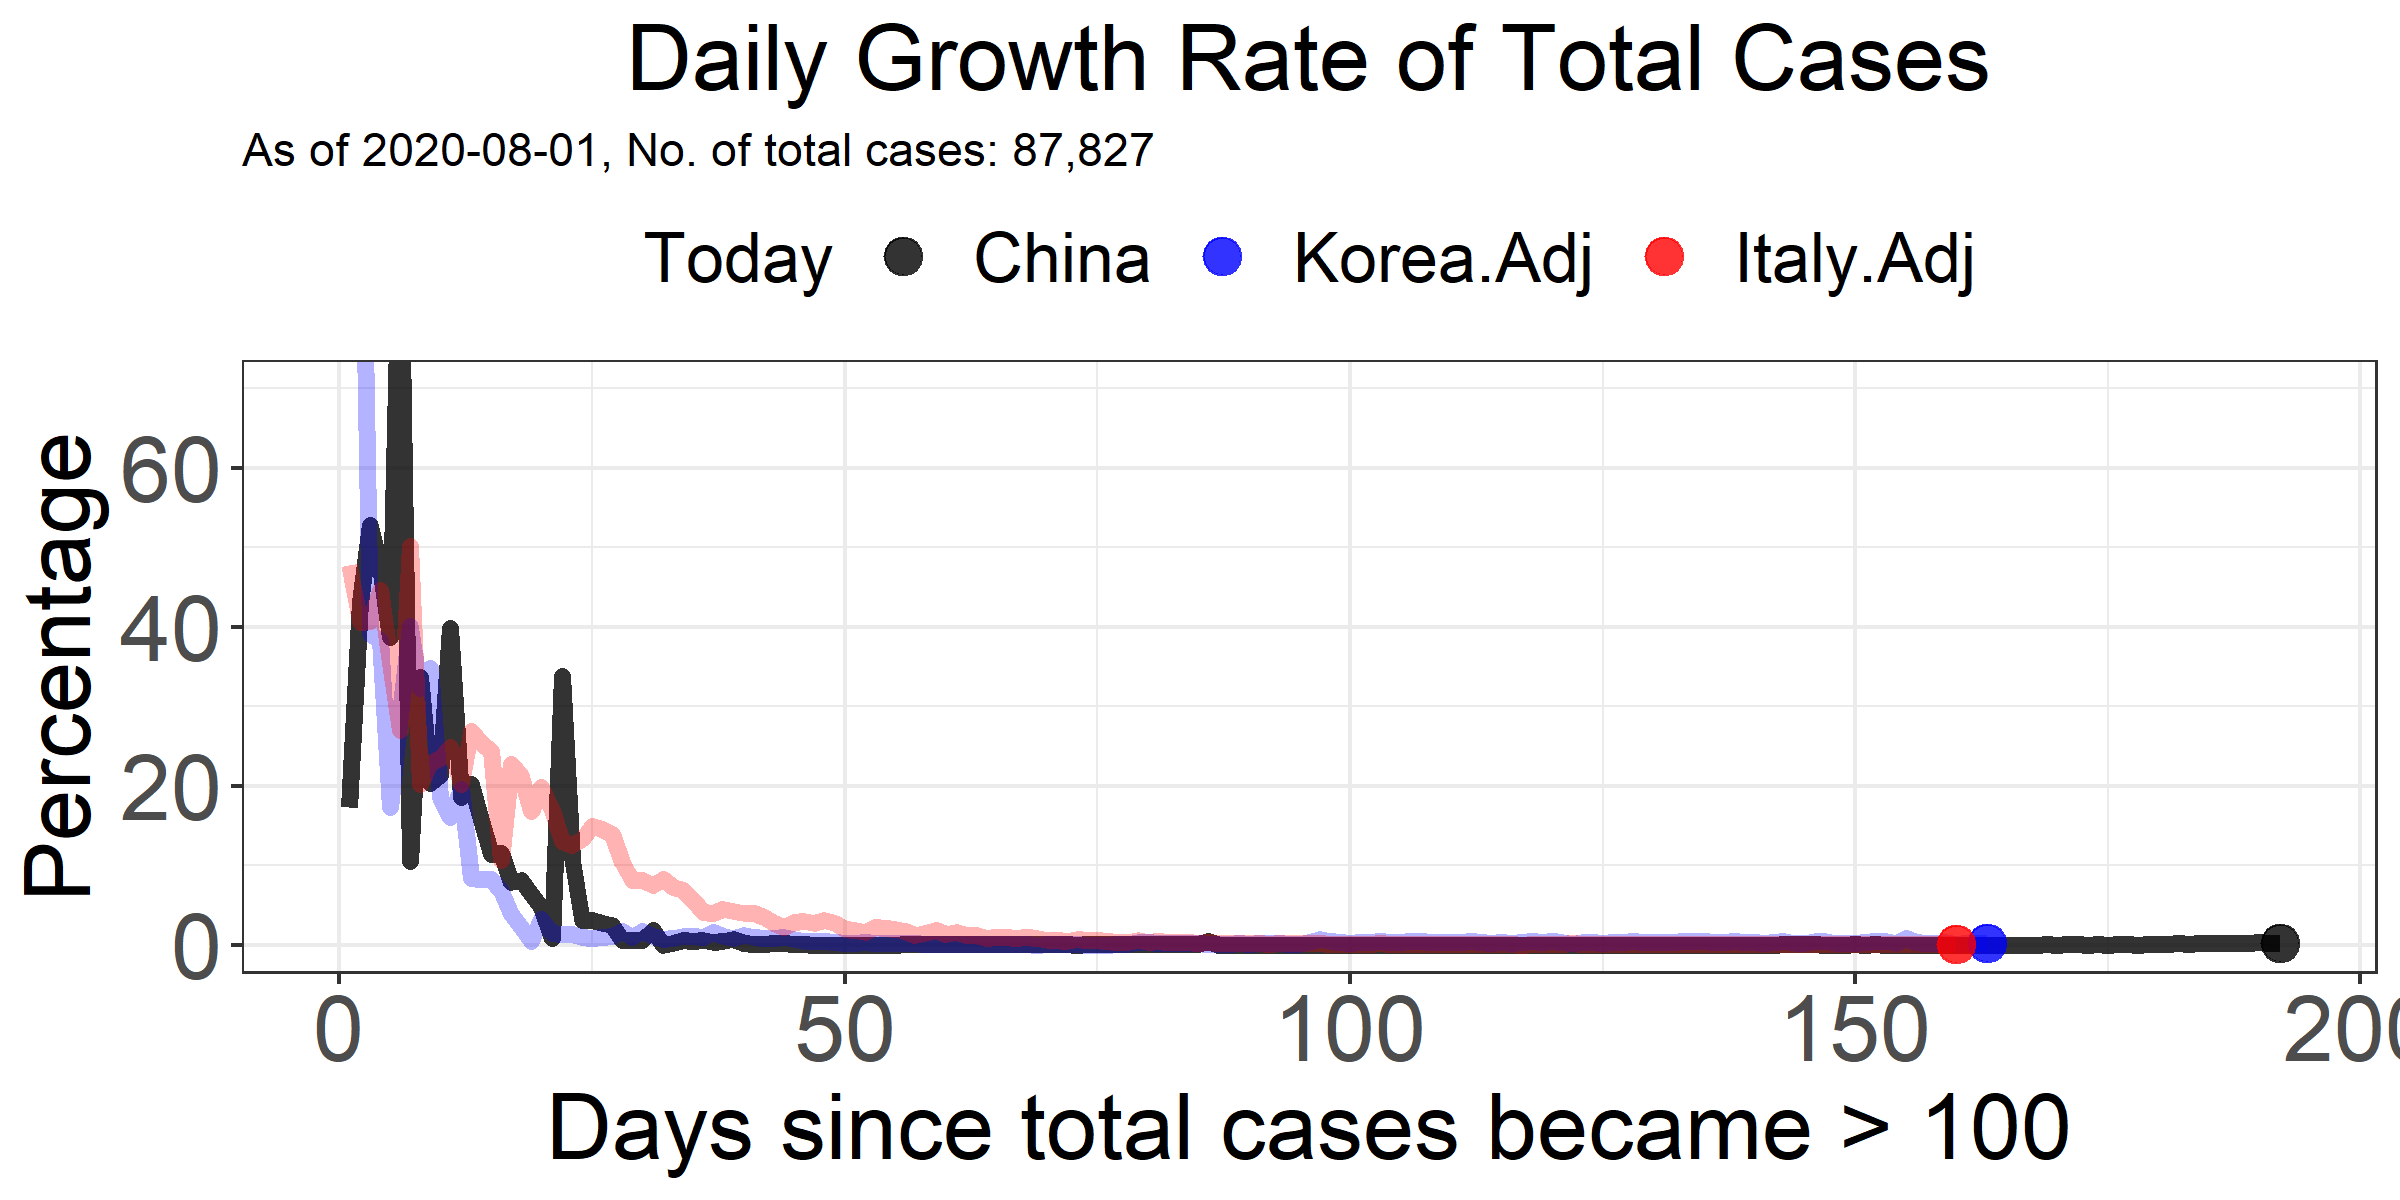 Daily Growth Rate of Total Cases
As of 2020-08-01, No. of total cases: 87,827
Today China Korea.Adj Italy.Adj
Percentage
60
40
20
0
0 50 100 150 200
Days since total cases became > 100